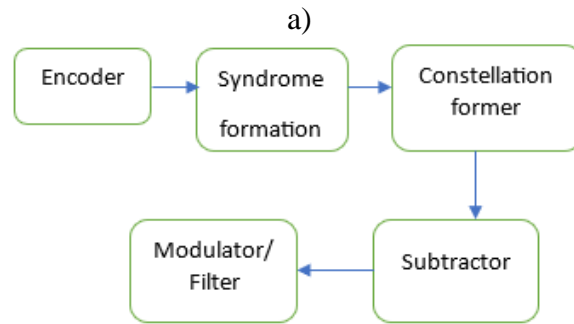 a)
Encoder
Syndrome
formation
Constellation
former
Subtractor
Modulator/
Filter